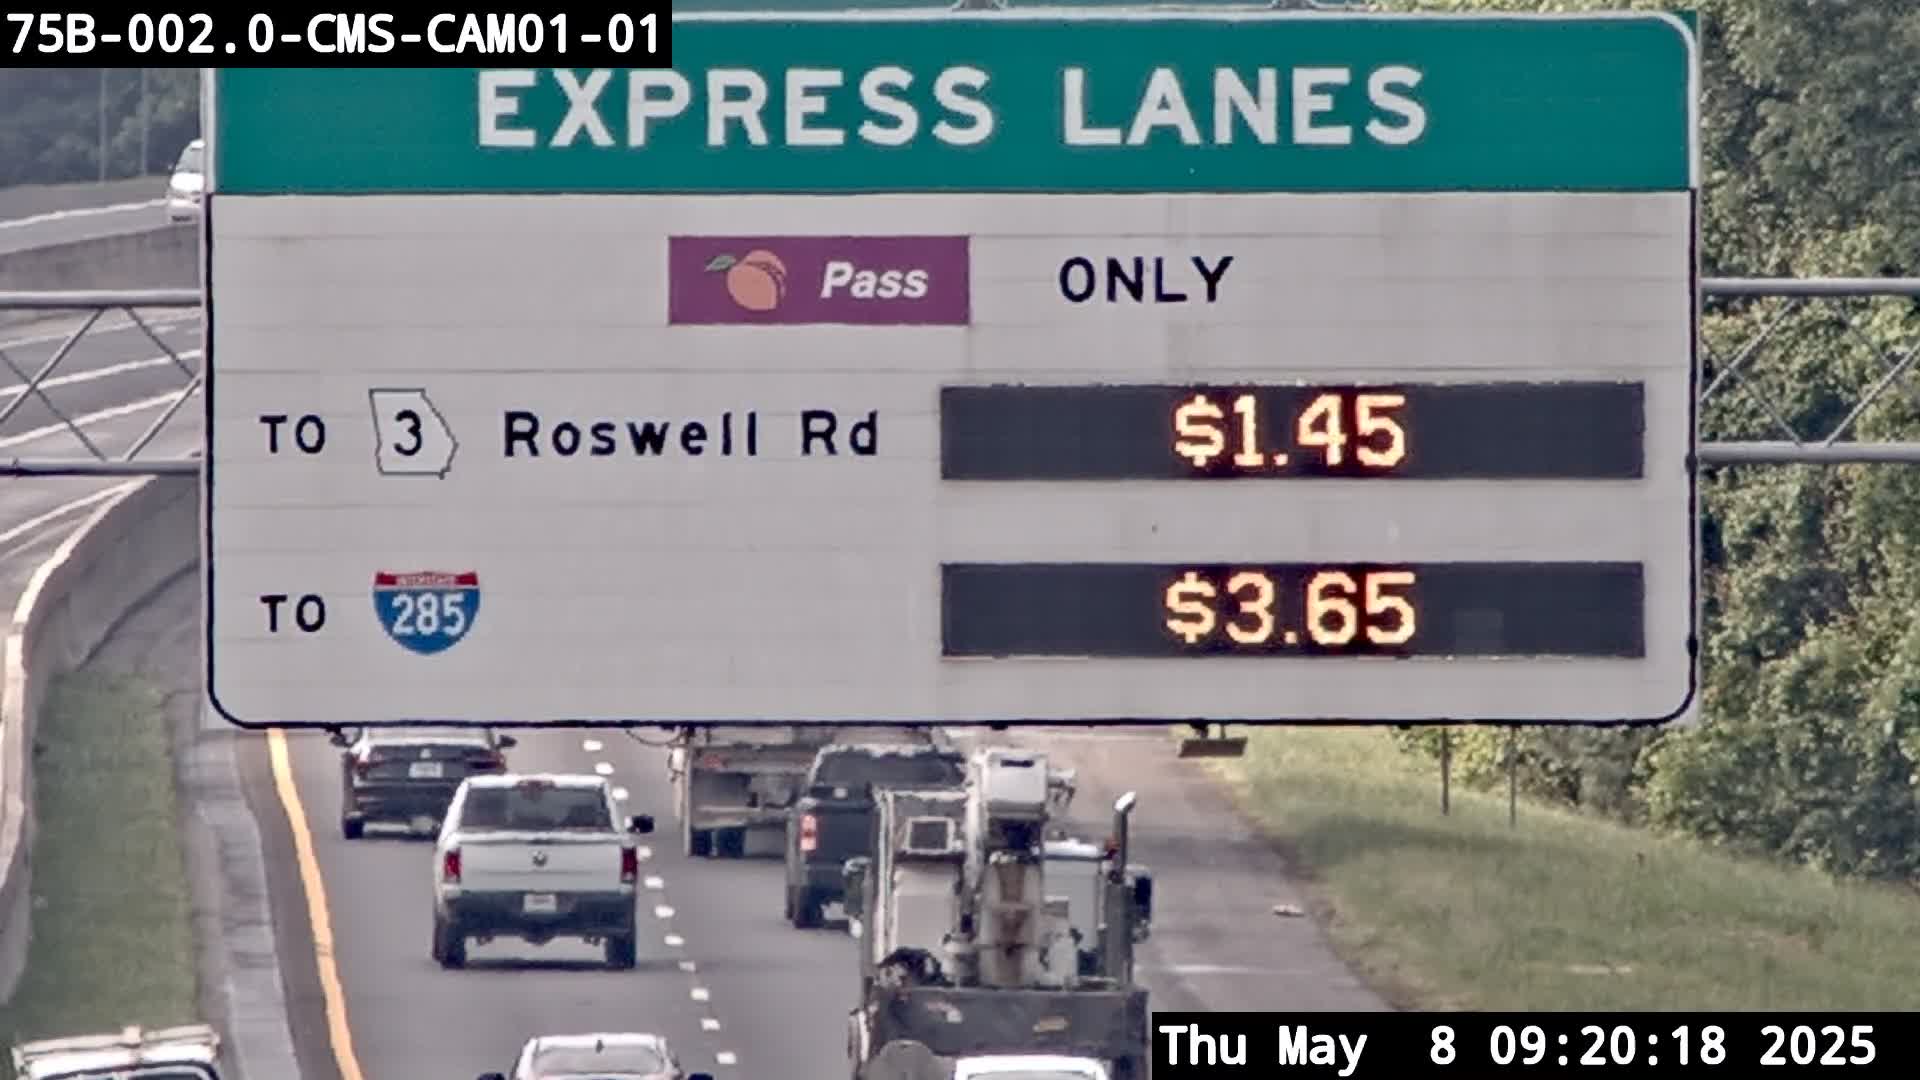 75B-002.0-CMS-CAM01-01
EXPRESS LANES
Pass ONLY
TO 3 Roswell Rd $1.45
TO INTERSTATE 285 $3.65
Thu May 8 09:20:18 2025